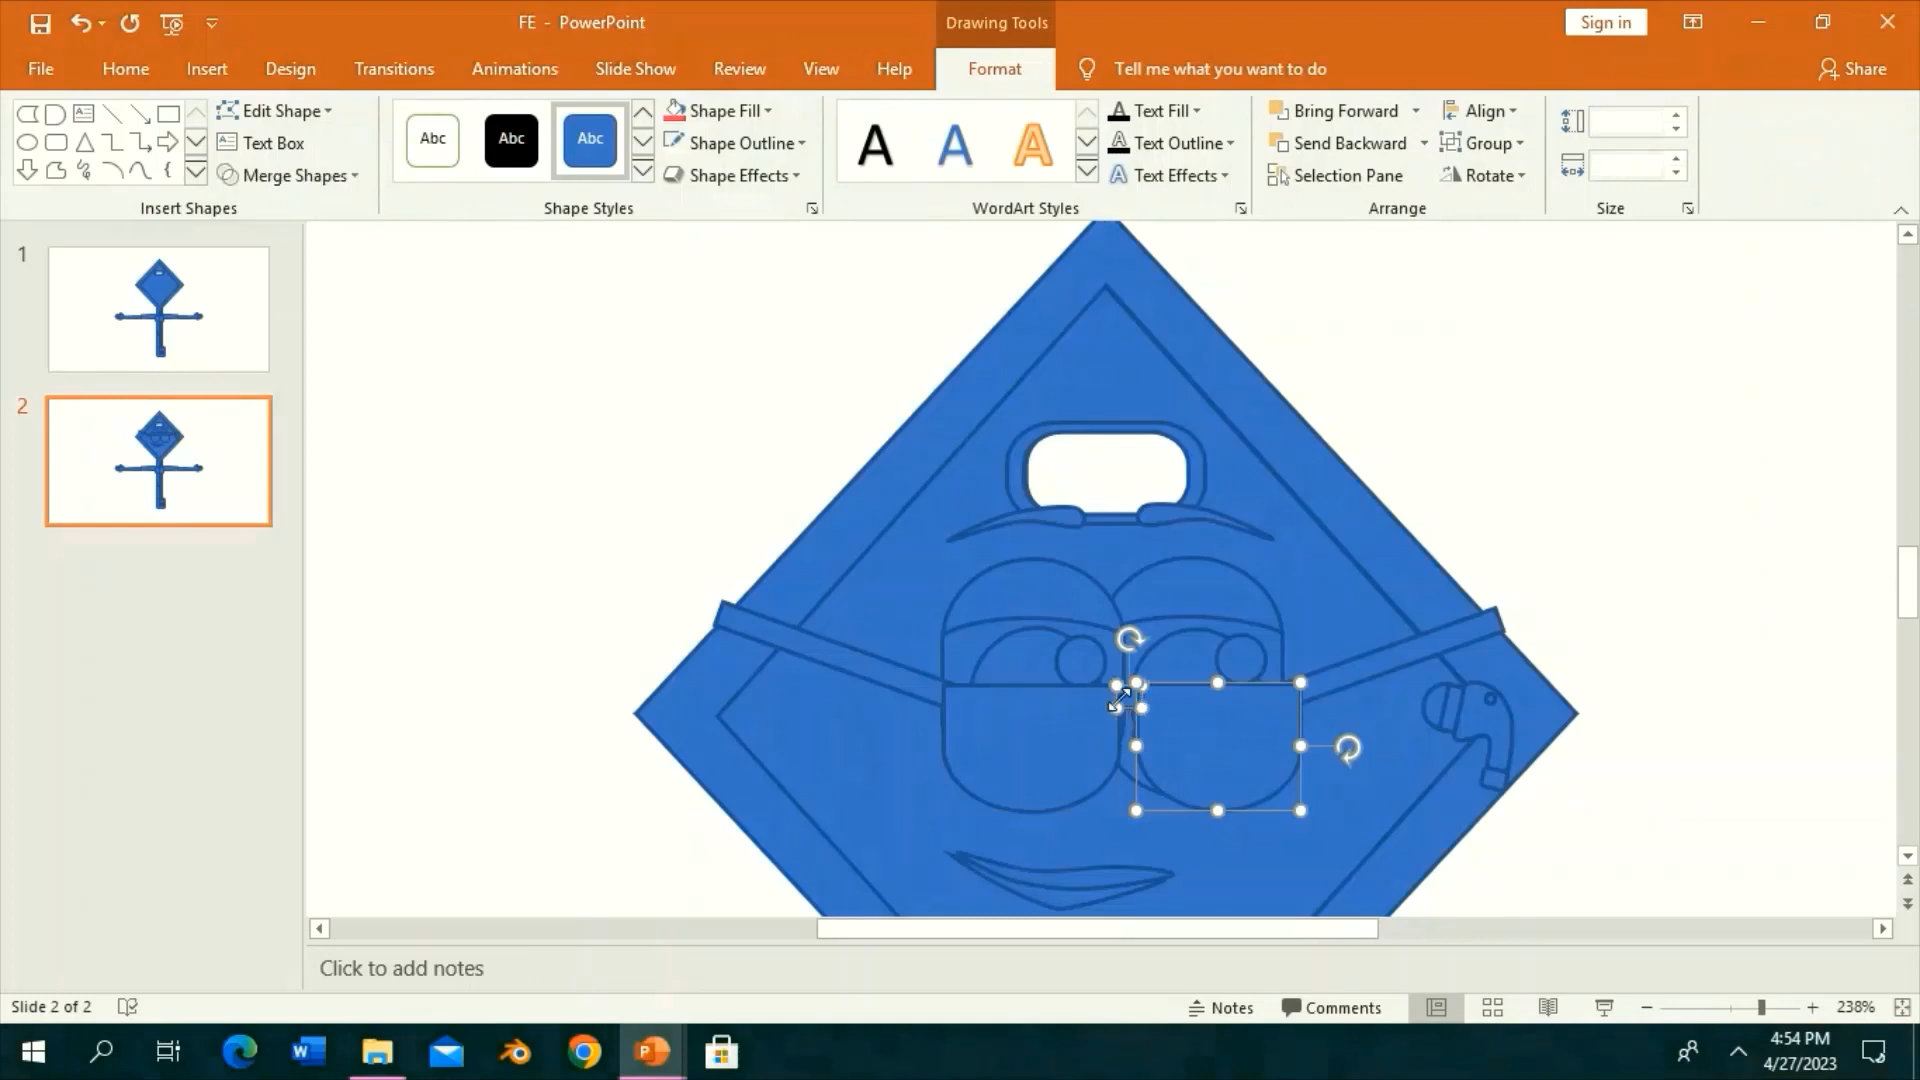 FE - PowerPoint
Drawing Tools
Sign in
File Home Insert Design Transitions Animations Slide Show Review View Help Format Tell me what you want to do Share
Edit Shape
Text Box
Merge Shapes
Insert Shapes
Abc Abc Abc
Shape Fill
Shape Outline
Shape Effects
Shape Styles
A A A
Text Fill
Text Outline
Text Effects
WordArt Styles
Bring Forward
Send Backward
Selection Pane
Align
Group
Rotate
Arrange
Size
1
2
Click to add notes
Slide 2 of 2
Notes
Comments
238%
4:54 PM
4/27/2023